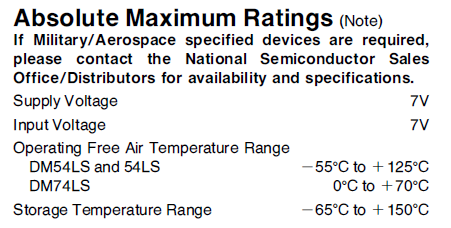 Absolute Maximum Ratings (Note)
If Military/Aerospace specified devices are required,
please contact the National Semiconductor Sales
Office/Distributors for availability and specifications.
Supply Voltage 7V
Input Voltage 7V
Operating Free Air Temperature Range
DM54LS and 54LS −55°C to +125°C
DM74LS 0°C to +70°C
Storage Temperature Range −65°C to +150°C